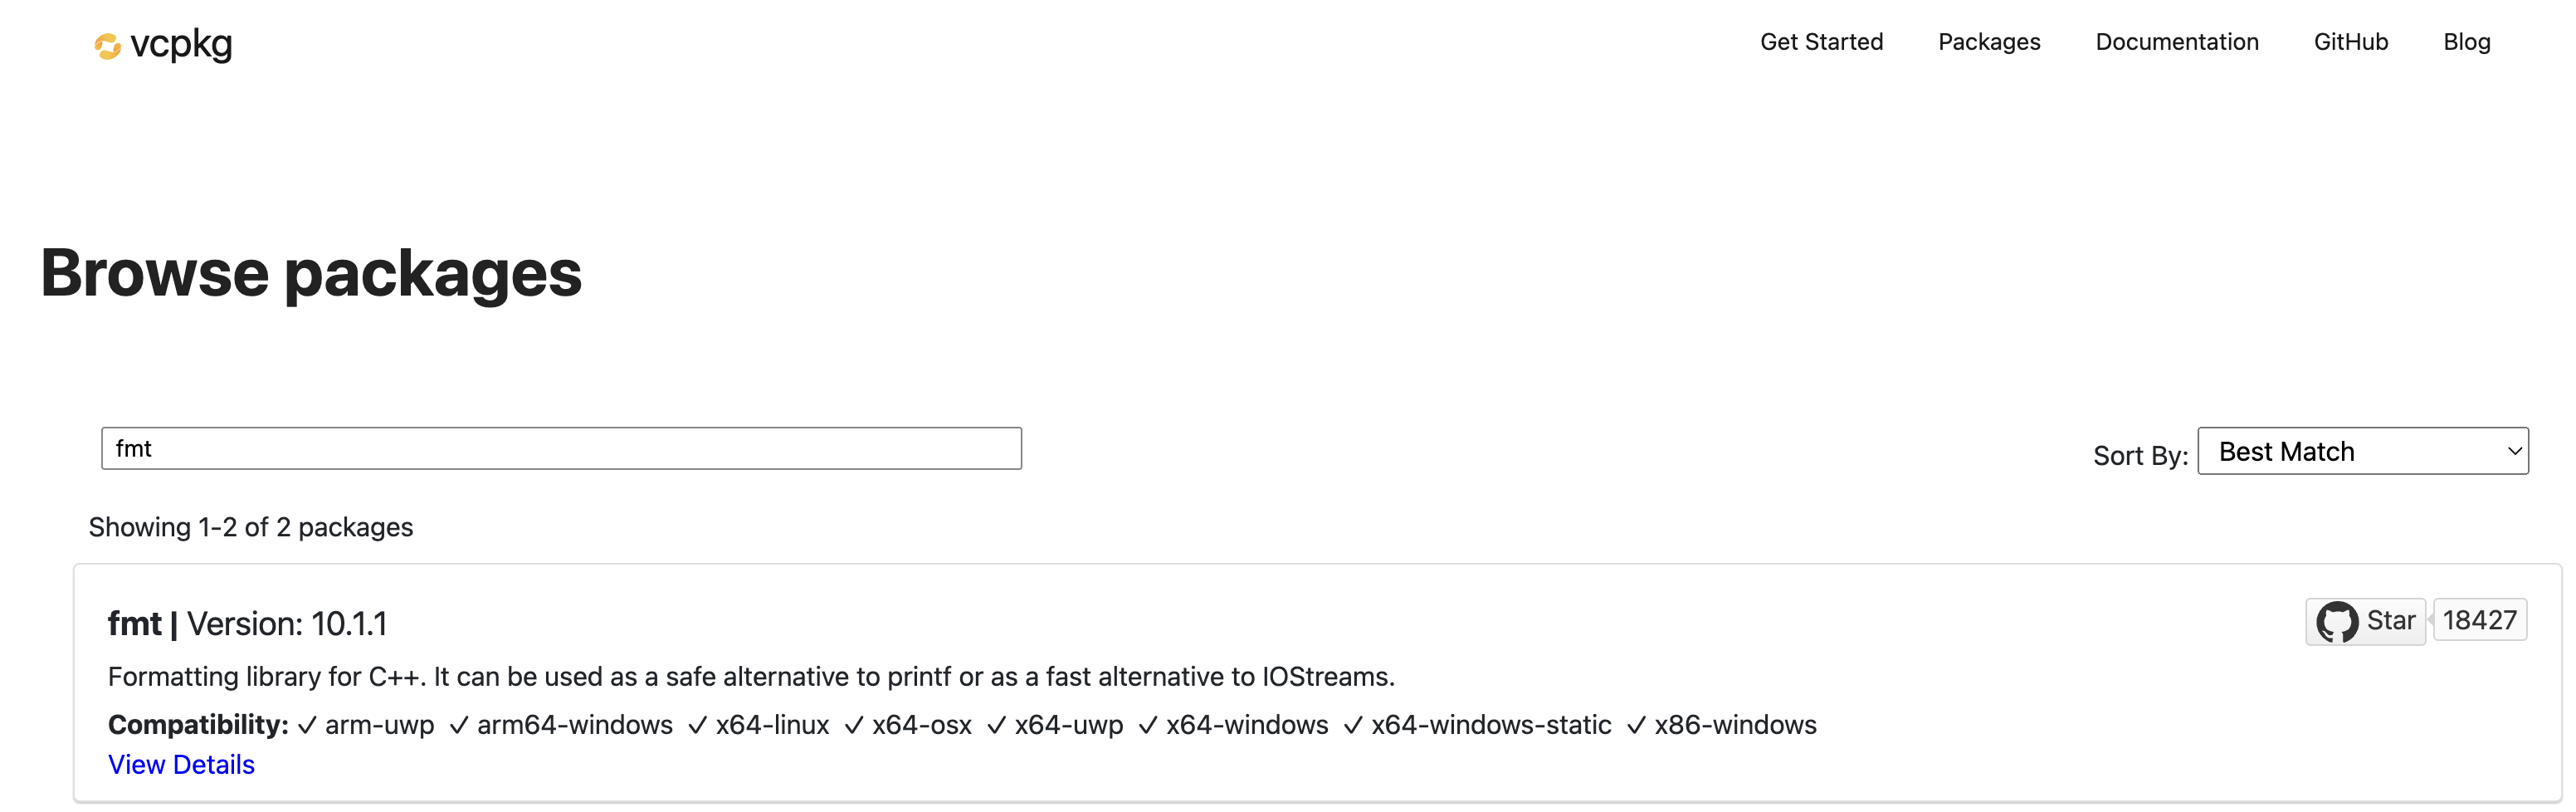 vcpkg
Get Started Packages Documentation GitHub Blog
Browse packages
fmt
Sort By: Best Match
Showing 1-2 of 2 packages
fmt | Version: 10.1.1
Star 18427
Formatting library for C++. It can be used as a safe alternative to printf or as a fast alternative to IOStreams.
Compatibility: ✓ arm-uwp ✓ arm64-windows ✓ x64-linux ✓ x64-osx ✓ x64-uwp ✓ x64-windows ✓ x64-windows-static ✓ x86-windows
View Details